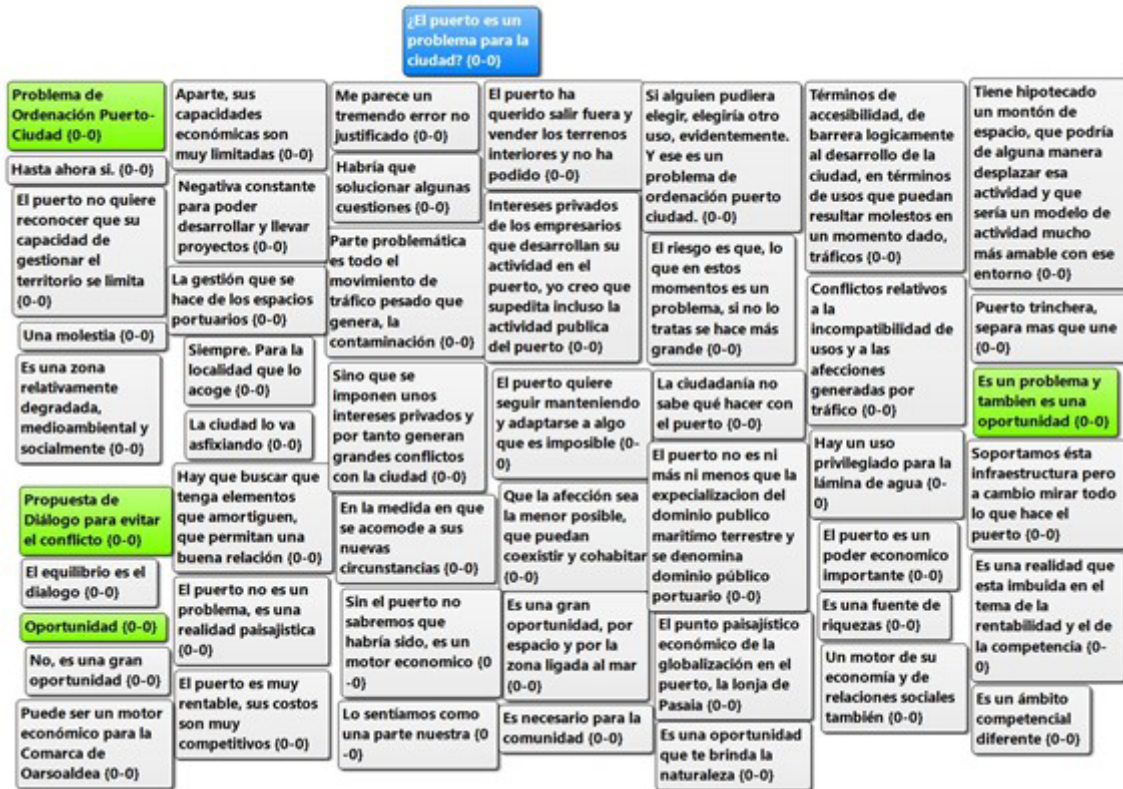 ¿El puerto es un
problema para la
ciudad? {0-0}
Problema de
Ordenación Puerto-
Ciudad {0-0}
Hasta ahora si. {0-0}
El puerto no quiere
reconocer que su
capacidad de
gestionar el
territorio se limita
{0-0}
Una molestia {0-0}
Es una zona
relativamente
degradada,
medioambiental y
socialmente {0-0}
Propuesta de
Diálogo para evitar
el conflicto {0-0}
El equilibrio es el
dialogo {0-0}
Oportunidad {0-0}
No, es una gran
oportunidad {0-0}
Puede ser un motor
económico para la
Comarca de
Oarsoaldea {0-0}
Aparte, sus
capacidades
económicas son
muy limitadas {0-0}
Negativa constante
para poder
desarrollar y llevar
proyectos {0-0}
La gestión que se
hace de los espacios
portuarios {0-0}
Siempre. Para la
localidad que lo
acoge {0-0}
La ciudad lo va
asfixiando {0-0}
Hay que buscar que
tenga elementos
que amortiguen,
que permitan una
buena relación {0-0}
El puerto no es un
problema, es una
realidad paisajistica
{0-0}
El puerto es muy
rentable, sus costos
son muy
competitivos {0-0}
Me parece un
tremendo error no
justificado {0-0}
Habría que
solucionar algunas
cuestiones {0-0}
Parte problemática
es todo el
movimiento de
tráfico pesado que
genera, la
contaminación {0-0}
Sino que se
imponen unos
intereses privados y
por tanto generan
grandes conflictos
con la ciudad {0-0}
En la medida en que
se acomode a sus
nuevas
circunstancias {0-0}
Sin el puerto no
sabremos que
habría sido, es un
motor economico {0
-0}
Lo sentíamos como
una parte nuestra {0
-0}
El puerto ha
querido salir fuera y
vender los terrenos
interiores y no ha
podido {0-0}
Intereses privados
de los empresarios
que desarrollan su
actividad en el
puerto, yo creo que
supedita incluso la
actividad publica
del puerto {0-0}
El puerto quiere
seguir manteniendo
y adaptarse a algo
que es imposible {0-
0}
Que la afección sea
la menor posible,
que puedan
coexistir y cohabitar
{0-0}
Es una gran
oportunidad, por
espacio y por la
zona ligada al mar
{0-0}
Es necesario para la
comunidad {0-0}
Si alguien pudiera
elegir, elegiría otro
uso, evidentemente.
Y ese es un
problema de
ordenación puerto
ciudad. {0-0}
El riesgo es que, lo
que en estos
momentos es un
problema, si no lo
tratas se hace más
grande {0-0}
La ciudadanía no
sabe qué hacer con
el puerto {0-0}
El puerto no es ni
más ni menos que la
expecializacion del
dominio publico
maritimo terrestre y
se denomina
dominio público
portuario {0-0}
El punto paisajístico
económico de la
globalización en el
puerto, la lonja de
Pasaia {0-0}
Es una oportunidad
que te brinda la
naturaleza {0-0}
Términos de
accesibilidad, de
barrera logicamente
al desarrollo de la
ciudad, en términos
de usos que puedan
resultar molestos en
un momento dado,
tráficos {0-0}
Conflictos relativos
a la
incompatibilidad de
usos y a las
afecciones
generadas por
tráfico {0-0}
Hay un uso
privilegiado para la
lámina de agua {0-
0}
El puerto es un
poder economico
importante {0-0}
Es una fuente de
riquezas {0-0}
Un motor de su
economía y de
relaciones sociales
también {0-0}
Tiene hipotecado
un montón de
espacio, que podría
de alguna manera
desplazar esa
actividad y que
sería un modelo de
actividad mucho
más amable con ese
entorno {0-0}
Puerto trinchera,
separa mas que une
{0-0}
Es un problema y
tambien es una
oportunidad {0-0}
Soportamos ésta
infraestructura pero
a cambio mirar todo
lo que hace el
puerto {0-0}
Es una realidad que
esta imbuida en el
tema de la
rentabilidad y el de
la competencia {0-
0}
Es un ámbito
competencial
diferente {0-0}